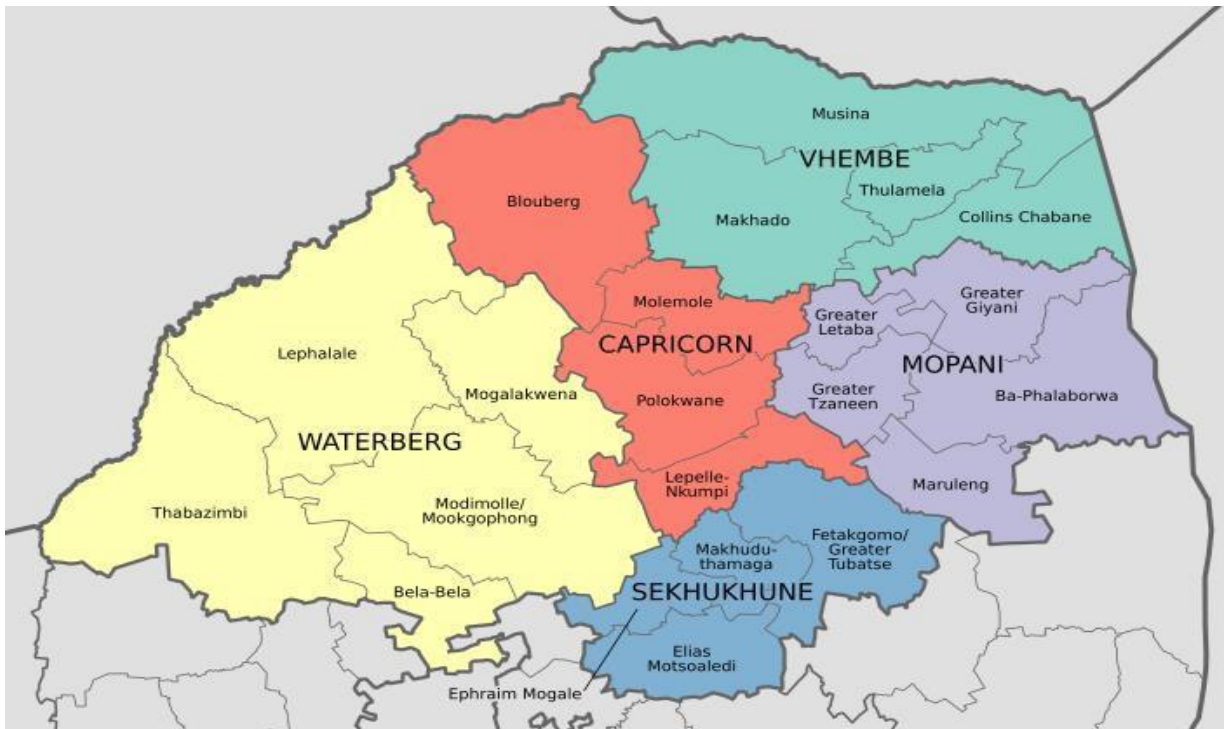 Musina
VHEMBE
Thulamela
Blouberg
Makhado
Collins Chabane
Molemole
Greater
Letaba
Greater
Giyani
CAPRICORN
Lephalale
MOPANI
Mogalakwena
Polokwane
Greater
Tzaneen
Ba-Phalaborwa
WATERBERG
Lepelle-
Nkumpi
Maruleng
Thabazimbi
Modimolle/
Mookgophong
Makhudu-
thamaga
Fetakgomo/
Greater
Tubatse
Bela-Bela
SEKHUKHUNE
Elias
Motsoaledi
Ephraim Mogale